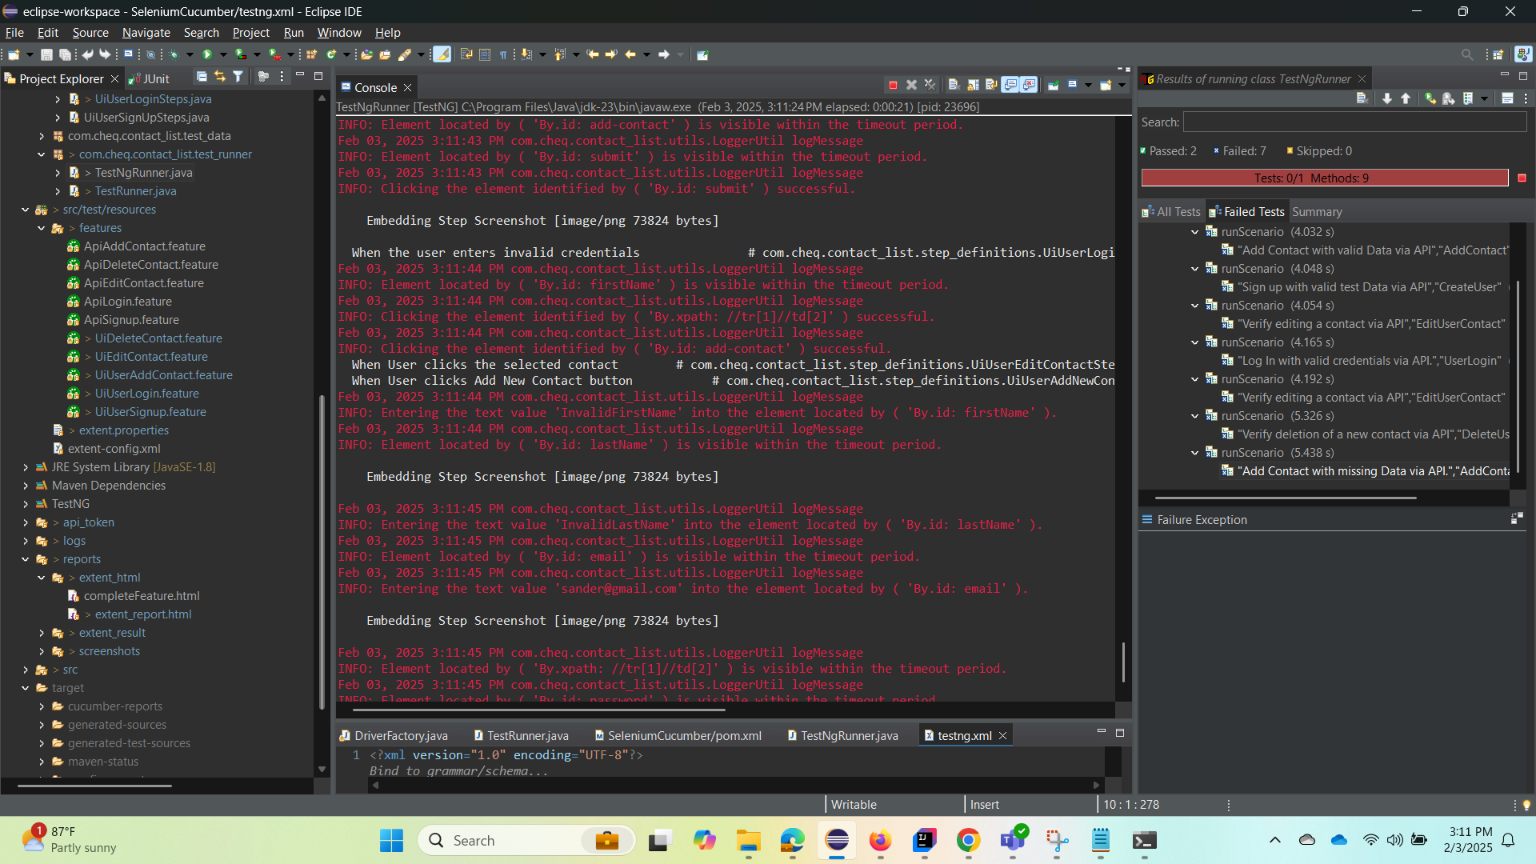 eclipse-workspace - SeleniumCucumber/testng.xml - Eclipse IDE
File Edit Source Navigate Search Project Run Window Help
Project Explorer
JUnit
> UiUserLoginSteps.java
UiUserSignUpSteps.java
com.cheq.contact_list.test_data
> com.cheq.contact_list.test_runner
> TestNgRunner.java
> TestRunner.java
> src/test/resources
> features
ApiAddContact.feature
ApiDeleteContact.feature
ApiEditContact.feature
ApiLogin.feature
ApiSignup.feature
> UiDeleteContact.feature
> UiEditContact.feature
> UiUserAddContact.feature
> UiUserLogin.feature
> UiUserSignup.feature
> extent.properties
extent-config.xml
JRE System Library [JavaSE-1.8]
Maven Dependencies
TestNG
> api_token
> logs
> reports
> extent_html
completeFeature.html
> extent_report.html
> extent_result
> screenshots
> src
target
cucumber-reports
generated-sources
generated-test-sources
maven-status
Console
TestNgRunner [TestNG] C:\Program Files\Java\jdk-23\bin\javaw.exe (Feb 3, 2025, 3:11:24 PM elapsed: 0:00:21) [pid: 23696]
INFO: Element located by ( 'By.id: add-contact' ) is visible within the timeout period.
Feb 03, 2025 3:11:43 PM com.cheq.contact_list.utils.LoggerUtil logMessage
INFO: Element located by ( 'By.id: submit' ) is visible within the timeout period.
Feb 03, 2025 3:11:43 PM com.cheq.contact_list.utils.LoggerUtil logMessage
INFO: Clicking the element identified by ( 'By.id: submit' ) successful.
Embedding Step Screenshot [image/png 73824 bytes]
When the user enters invalid credentials # com.cheq.contact_list.step_definitions.UiUserLogi
Feb 03, 2025 3:11:44 PM com.cheq.contact_list.utils.LoggerUtil logMessage
INFO: Element located by ( 'By.id: firstName' ) is visible within the timeout period.
Feb 03, 2025 3:11:44 PM com.cheq.contact_list.utils.LoggerUtil logMessage
INFO: Clicking the element identified by ( 'By.xpath: //tr[1]//td[2]' ) successful.
Feb 03, 2025 3:11:44 PM com.cheq.contact_list.utils.LoggerUtil logMessage
INFO: Clicking the element identified by ( 'By.id: add-contact' ) successful.
When User clicks the selected contact # com.cheq.contact_list.step_definitions.UiUserEditContactSte
When User clicks Add New Contact button # com.cheq.contact_list.step_definitions.UiUserAddNewCon
Feb 03, 2025 3:11:44 PM com.cheq.contact_list.utils.LoggerUtil logMessage
INFO: Entering the text value 'InvalidFirstName' into the element located by ( 'By.id: firstName' ).
Feb 03, 2025 3:11:44 PM com.cheq.contact_list.utils.LoggerUtil logMessage
INFO: Element located by ( 'By.id: lastName' ) is visible within the timeout period.
Embedding Step Screenshot [image/png 73824 bytes]
Feb 03, 2025 3:11:45 PM com.cheq.contact_list.utils.LoggerUtil logMessage
INFO: Entering the text value 'InvalidLastName' into the element located by ( 'By.id: lastName' ).
Feb 03, 2025 3:11:45 PM com.cheq.contact_list.utils.LoggerUtil logMessage
INFO: Element located by ( 'By.id: email' ) is visible within the timeout period.
Feb 03, 2025 3:11:45 PM com.cheq.contact_list.utils.LoggerUtil logMessage
INFO: Entering the text value 'sander@gmail.com' into the element located by ( 'By.id: email' ).
Embedding Step Screenshot [image/png 73824 bytes]
Feb 03, 2025 3:11:45 PM com.cheq.contact_list.utils.LoggerUtil logMessage
INFO: Element located by ( 'By.xpath: //tr[1]//td[2]' ) is visible within the timeout period.
Feb 03, 2025 3:11:45 PM com.cheq.contact_list.utils.LoggerUtil logMessage
INFO: Element located by ( 'By.id: password' ) is visible within the timeout period.
DriverFactory.java
TestRunner.java
SeleniumCucumber/pom.xml
TestNgRunner.java
testng.xml
1 <?xml version="1.0" encoding="UTF-8"?>
Bind to grammar/schema...
Results of running class TestNgRunner
Search:
Passed: 2 Failed: 7 Skipped: 0
Tests: 0/1 Methods: 9
All Tests Failed Tests Summary
runScenario (4.032 s)
"Add Contact with valid Data via API","AddContact"
runScenario (4.048 s)
"Sign up with valid test Data via API","CreateUser"
runScenario (4.054 s)
"Verify editing a contact via API","EditUserContact"
runScenario (4.165 s)
"Log In with valid credentials via API.","UserLogin"
runScenario (4.192 s)
"Verify editing a contact via API","EditUserContact"
runScenario (5.326 s)
"Verify deletion of a new contact via API","DeleteUs
runScenario (5.438 s)
"Add Contact with missing Data via API.","AddConta
Failure Exception
Writable
Insert
10 : 1 : 278
1
87°F
Partly sunny
Search
3:11 PM
2/3/2025